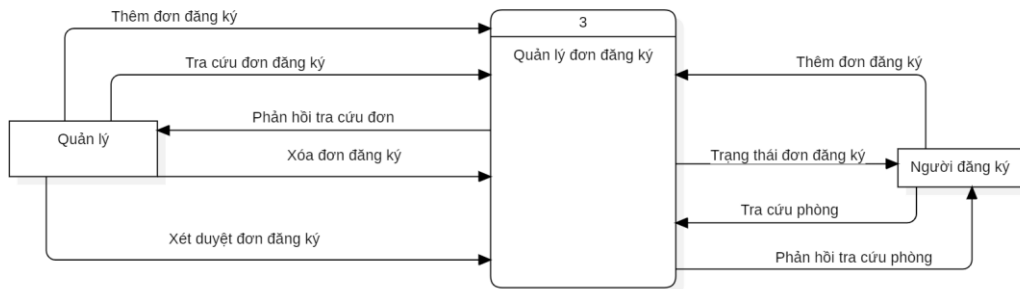 Thêm đơn đăng ký
3
Quản lý đơn đăng ký
Tra cứu đơn đăng ký
Thêm đơn đăng ký
Phản hồi tra cứu đơn
Quản lý
Xóa đơn đăng ký
Trạng thái đơn đăng ký
Người đăng ký
Tra cứu phòng
Xét duyệt đơn đăng ký
Phản hồi tra cứu phòng